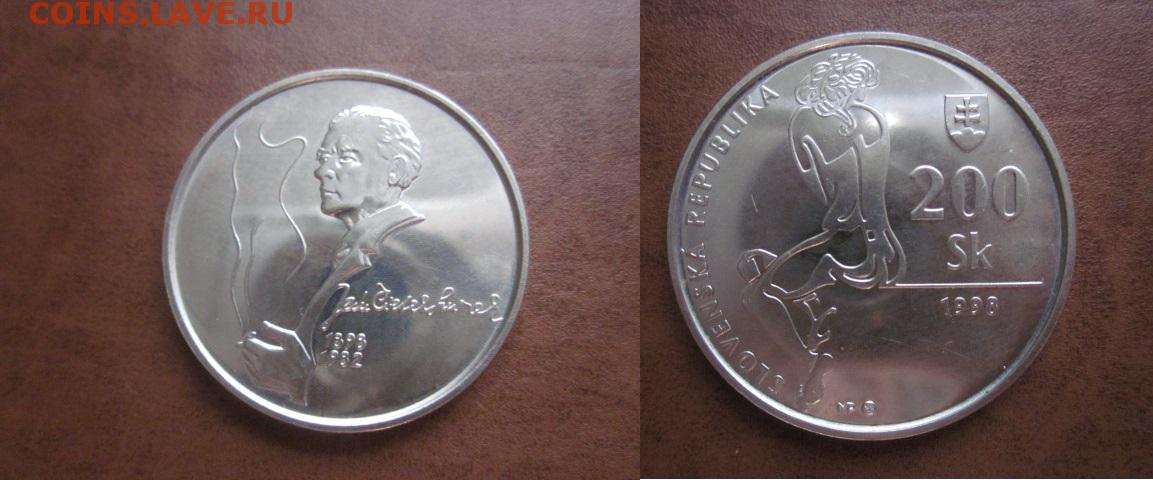 COINS.LAVE.RU
1898
1982
SLOVENSKÁ REPUBLIKA
200
Sk
1998